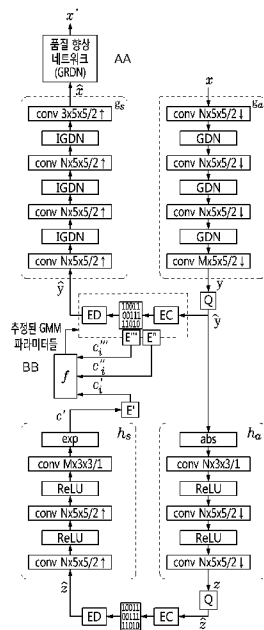 x*
품질 향상
네트워크
(GRDN)
AA
x̂
x
g_s
g_a
conv 3x5x5/2↑
conv Nx5x5/2↓
IGDN
GDN
conv Nx5x5/2↑
conv Nx5x5/2↓
IGDN
GDN
conv Nx5x5/2↑
conv Nx5x5/2↓
IGDN
GDN
conv Nx5x5/2↑
conv Mx5x5/2↓
y
Q
ŷ
ŷ
ED
10011
00111
11010
EC
추정된 GMM
파라미터들
E'''
E''
BB
f
c_i'''
c_i''
c_i'
c'
E'
h_s
h_a
exp
abs
conv Mx3x3/1
conv Nx3x3/1
ReLU
ReLU
conv Nx5x5/2↑
conv Nx5x5/2↓
ReLU
ReLU
conv Nx5x5/2↑
conv Nx5x5/2↓
ẑ
z
Q
ẑ
ED
10011
00111
11010
EC